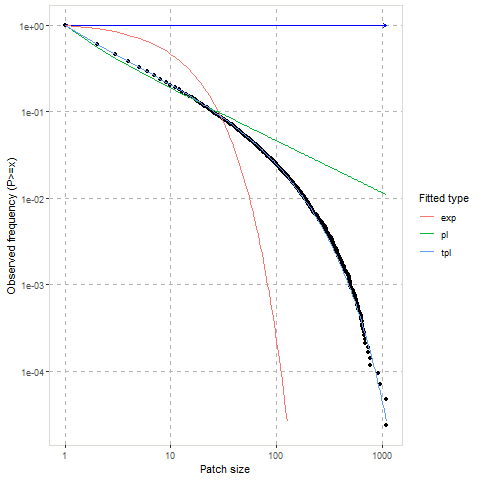 1e+00
1e-01
1e-02
1e-03
1e-04
Observed frequency (P>=x)
1
10
100
1000
Patch size
Fitted type
exp
pl
tpl